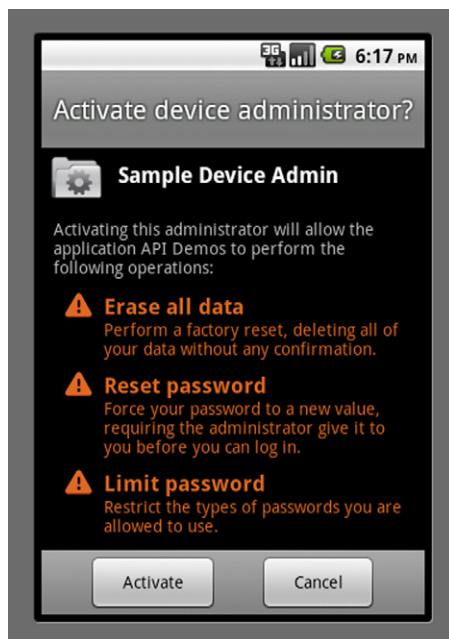 3G 6:17 PM
Activate device administrator?
Sample Device Admin
Activating this administrator will allow the
application API Demos to perform the
following operations:
Erase all data
Perform a factory reset, deleting all of
your data without any confirmation.
Reset password
Force your password to a new value,
requiring the administrator give it to
you before you can log in.
Limit password
Restrict the types of passwords you are
allowed to use.
Activate Cancel